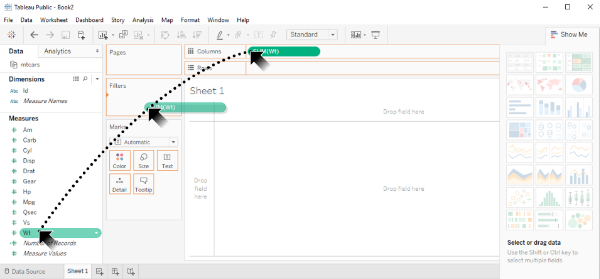 Tableau Public - Book2
File Data Worksheet Dashboard Story Analysis Map Format Window Help
Standard
Show Me
Data Analytics
mtcars
Dimensions
Abc Id
Abc Measure Names
Measures
# Am
# Carb
# Cyl
# Disp
# Drat
# Gear
# Hp
# Mpg
# Qsec
# Vs
# Wt
# Number of Records
# Measure Values
Pages
Filters
Marks
Automatic
Color Size Text
Detail Tooltip
Columns SUM(Wt)
Rows
Sheet 1
Drop field here
Drop
field
here
Drop field here
Select or drag data
Use the Shift or Ctrl key to
select multiple fields.
Data Source Sheet 1